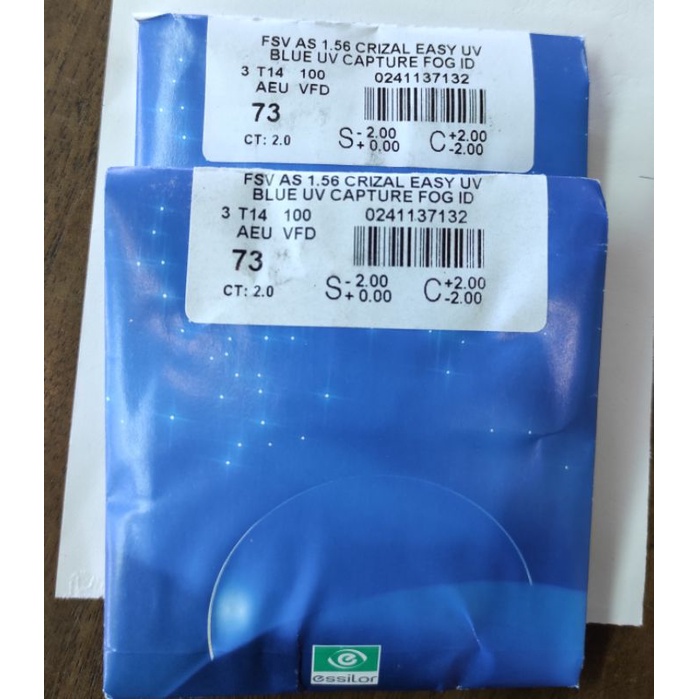 FSV AS 1.56 CRIZAL EASY UV
BLUE UV CAPTURE FOG ID
3 T14 100 0241137132
AEU VFD
73
CT: 2.0 S - 2.00 + 0.00 C +2.00 -2.00
FSV AS 1.56 CRIZAL EASY UV
BLUE UV CAPTURE FOG ID
3 T14 100 0241137132
AEU VFD
73
CT: 2.0 S - 2.00 + 0.00 C +2.00 -2.00
essilor